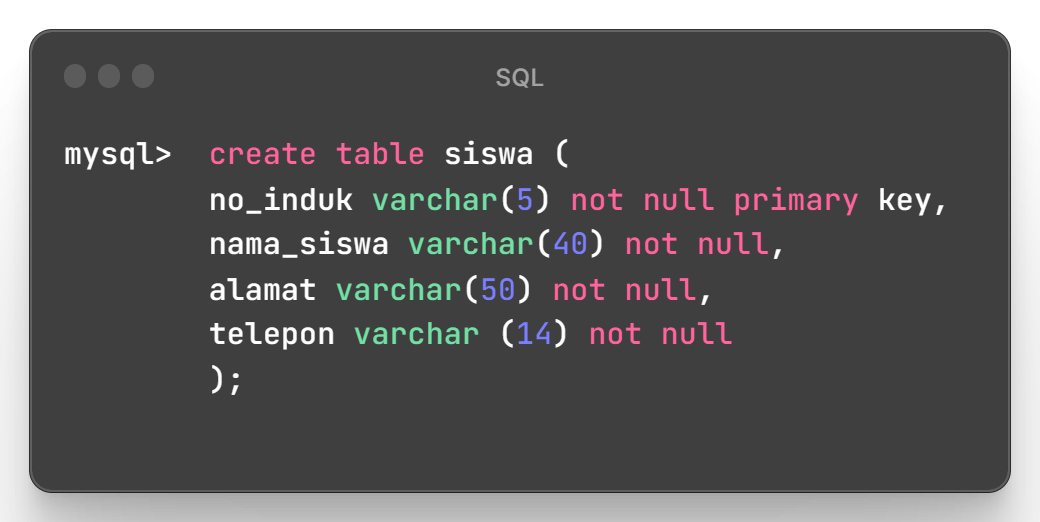 SQL
mysql> create table siswa (
no_induk varchar(5) not null primary key,
nama_siswa varchar(40) not null,
alamat varchar(50) not null,
telepon varchar (14) not null
);